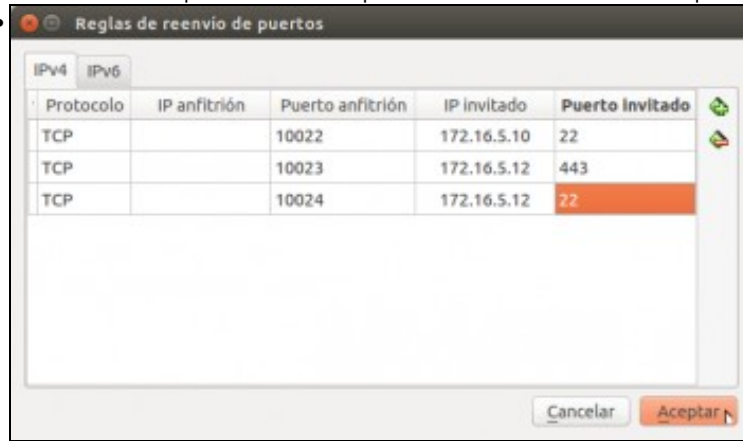 Reglas de reenvío de puertos
IPv4 IPv6
Protocolo IP anfitrión Puerto anfitrión IP invitado Puerto invitado
TCP 10022 172.16.5.10 22
TCP 10023 172.16.5.12 443
TCP 10024 172.16.5.12 22
Cancelar Aceptar